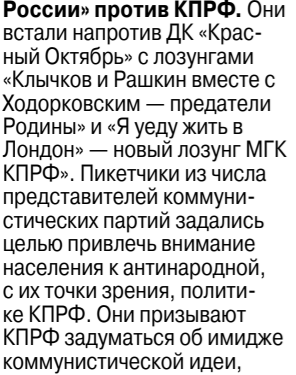 России» против КПРФ. Они
встали напротив ДК «Крас-
ный Октябрь» с лозунгами
«Клычков и Рашкин вместе с
Ходорковским — предатели
Родины» и «Я уеду жить в
Лондон» — новый лозунг МГК
КПРФ». Пикетчики из числа
представителей коммуни-
стических партий задались
целью привлечь внимание
населения к антинародной,
с их точки зрения, полити-
ке КПРФ. Они призывают
КПРФ задуматься об имидже
коммунистической идеи,